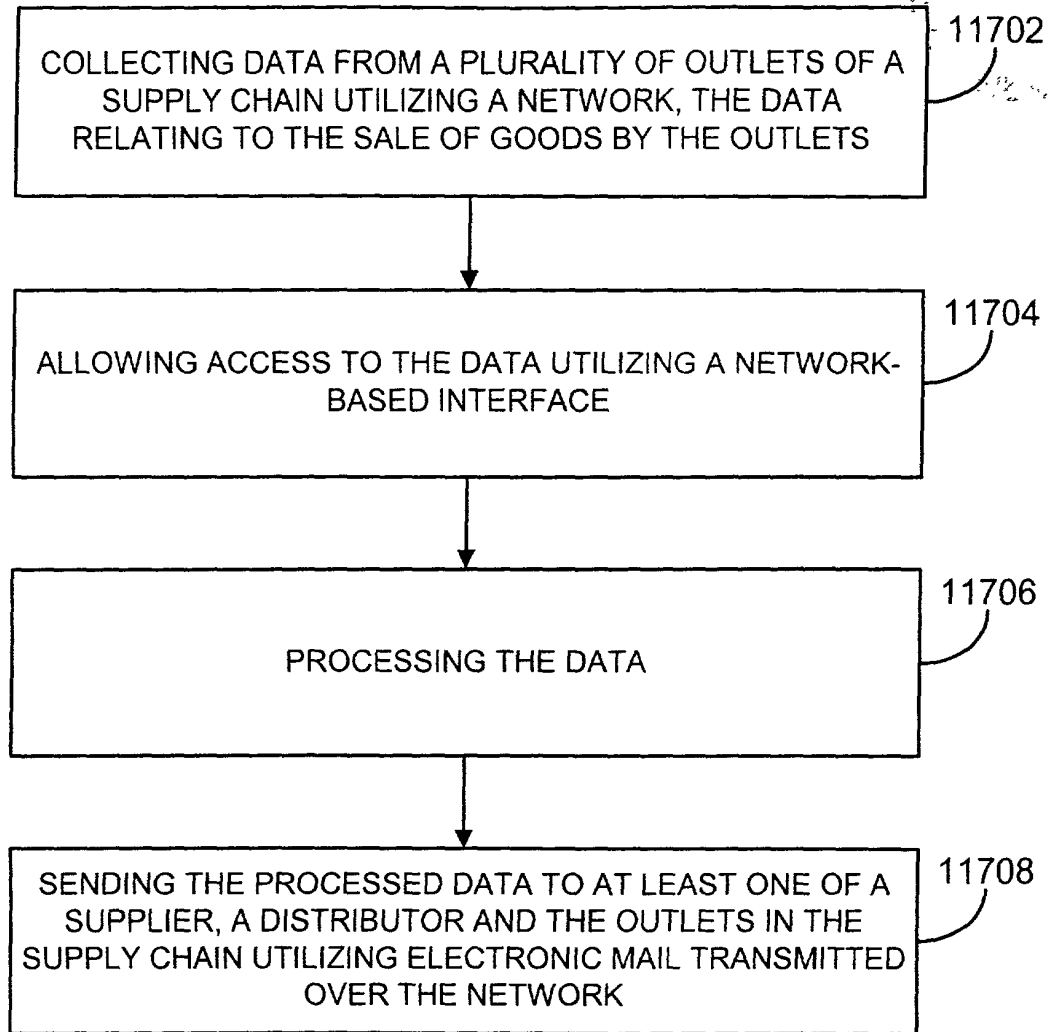 11702
COLLECTING DATA FROM A PLURALITY OF OUTLETS OF A
SUPPLY CHAIN UTILIZING A NETWORK, THE DATA
RELATING TO THE SALE OF GOODS BY THE OUTLETS
11704
ALLOWING ACCESS TO THE DATA UTILIZING A NETWORK-
BASED INTERFACE
11706
PROCESSING THE DATA
11708
SENDING THE PROCESSED DATA TO AT LEAST ONE OF A
SUPPLIER, A DISTRIBUTOR AND THE OUTLETS IN THE
SUPPLY CHAIN UTILIZING ELECTRONIC MAIL TRANSMITTED
OVER THE NETWORK